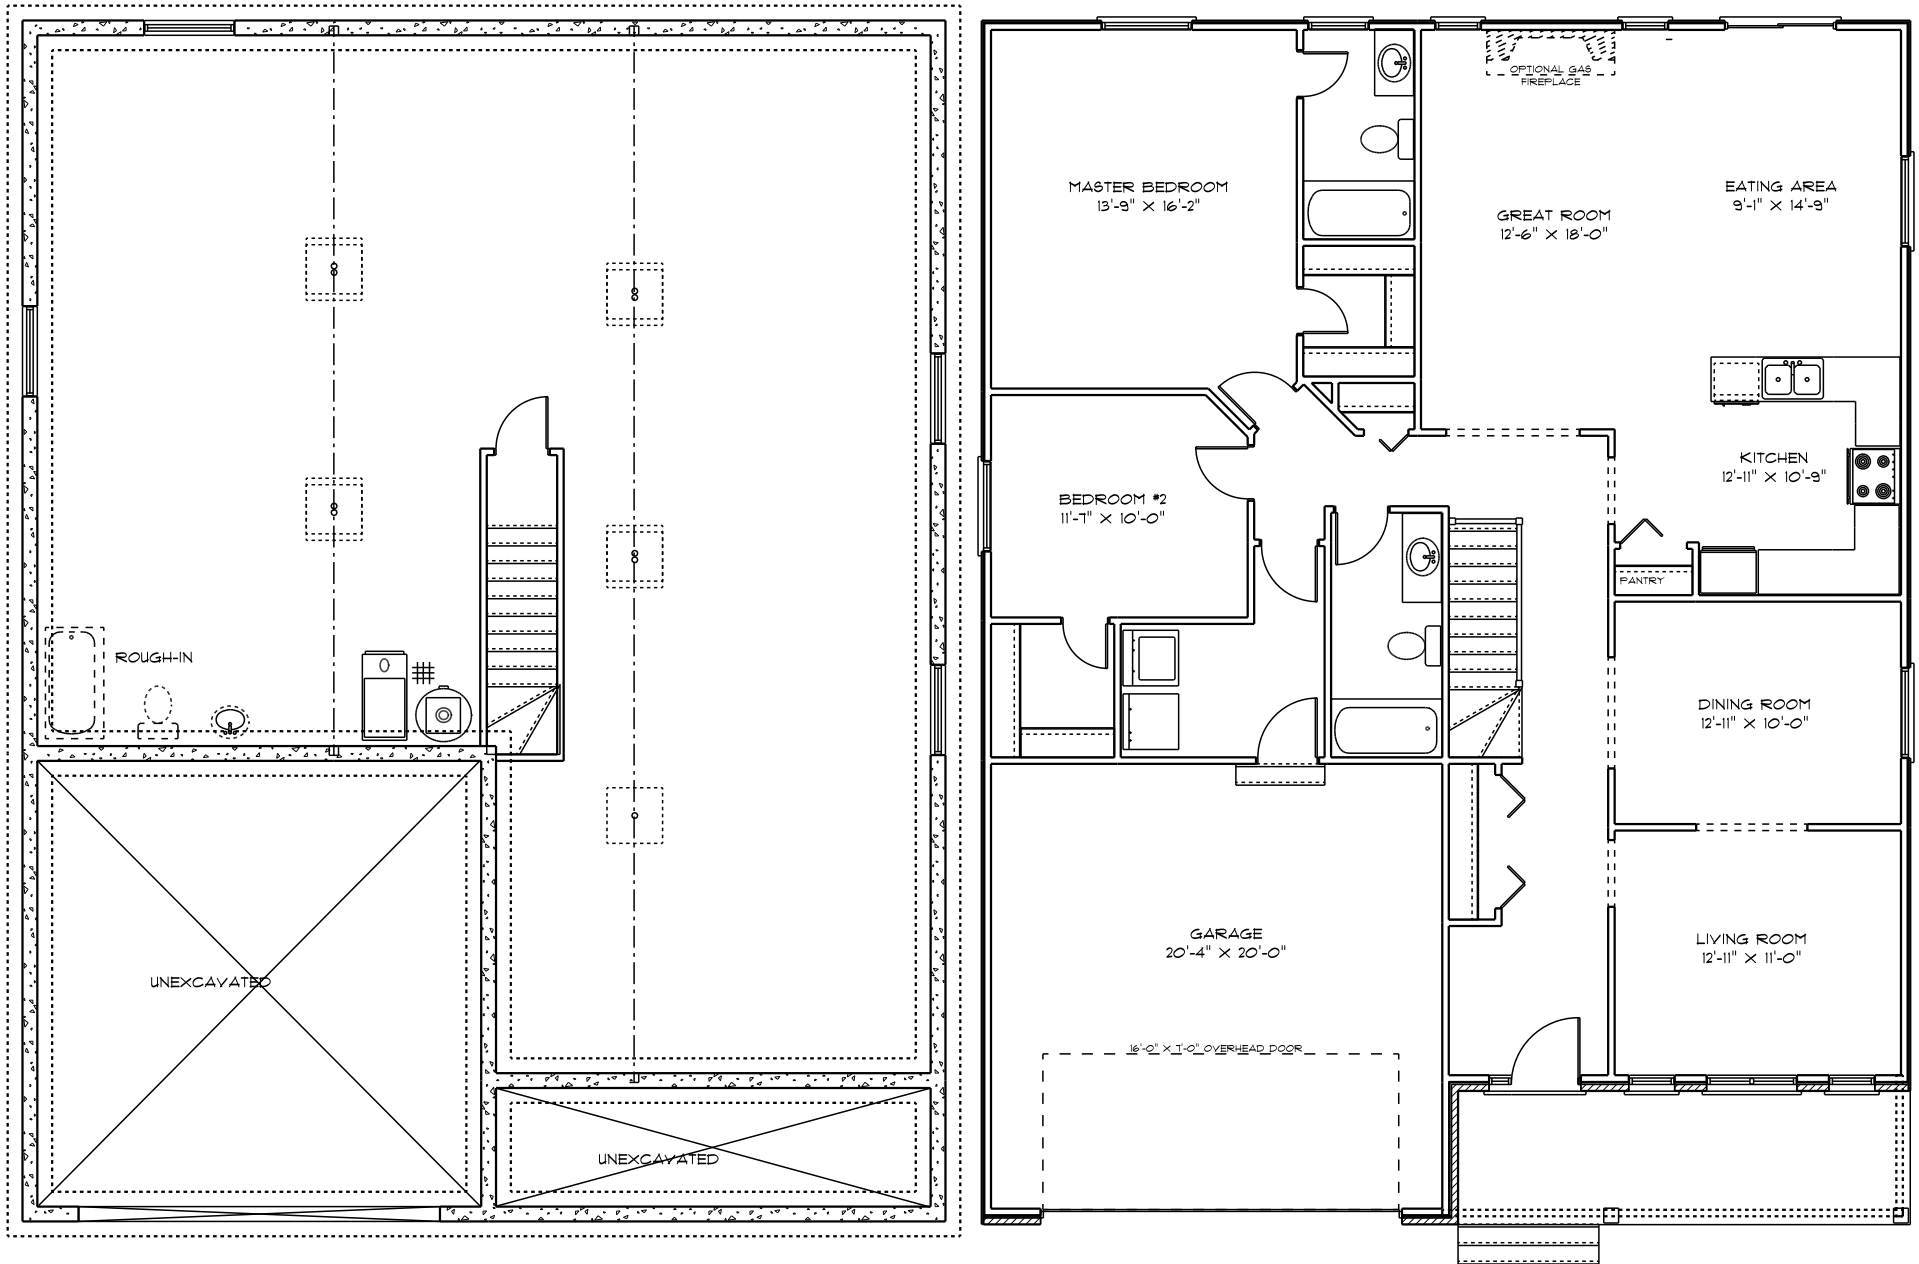 ROUGH-IN
UNEXCAVATED
UNEXCAVATED
OPTIONAL GAS
FIREPLACE
MASTER BEDROOM
13'-9" X 16'-2"
GREAT ROOM
12'-6" X 18'-0"
EATING AREA
9'-1" X 14'-9"
KITCHEN
12'-11" X 10'-9"
BEDROOM #2
11'-7" X 10'-0"
PANTRY
DINING ROOM
12'-11" X 10'-0"
GARAGE
20'-4" X 20'-0"
LIVING ROOM
12'-11" X 11'-0"
16'-0" X 7'-0" OVERHEAD DOOR